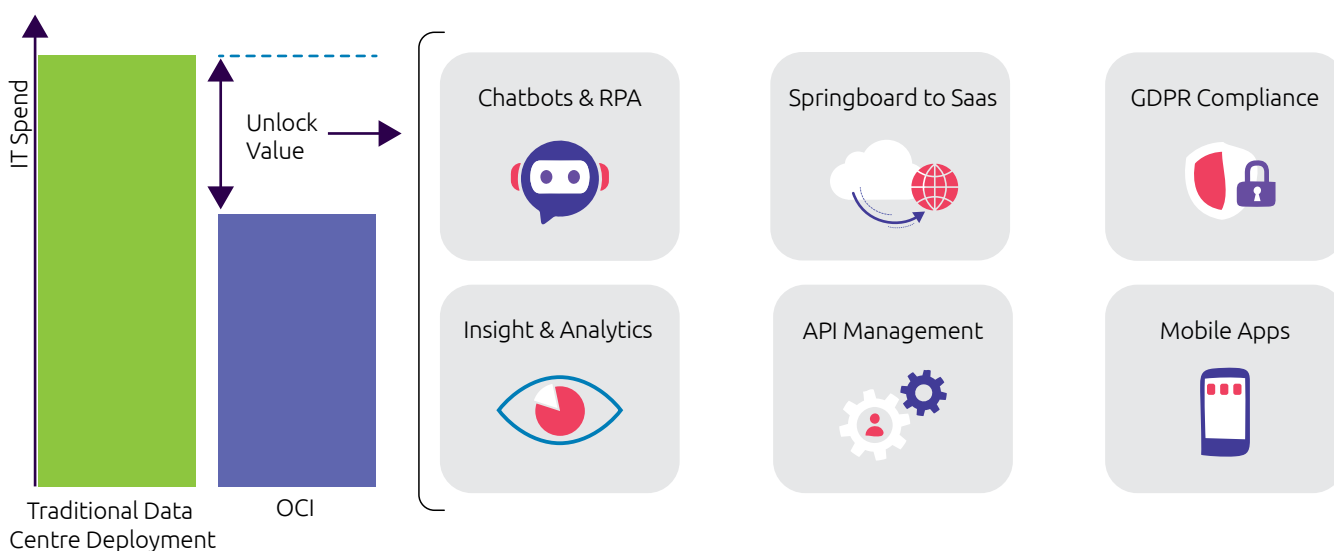 IT Spend
Unlock
Value
Traditional Data
Centre Deployment
OCI
Chatbots & RPA
Springboard to Saas
GDPR Compliance
Insight & Analytics
API Management
Mobile Apps